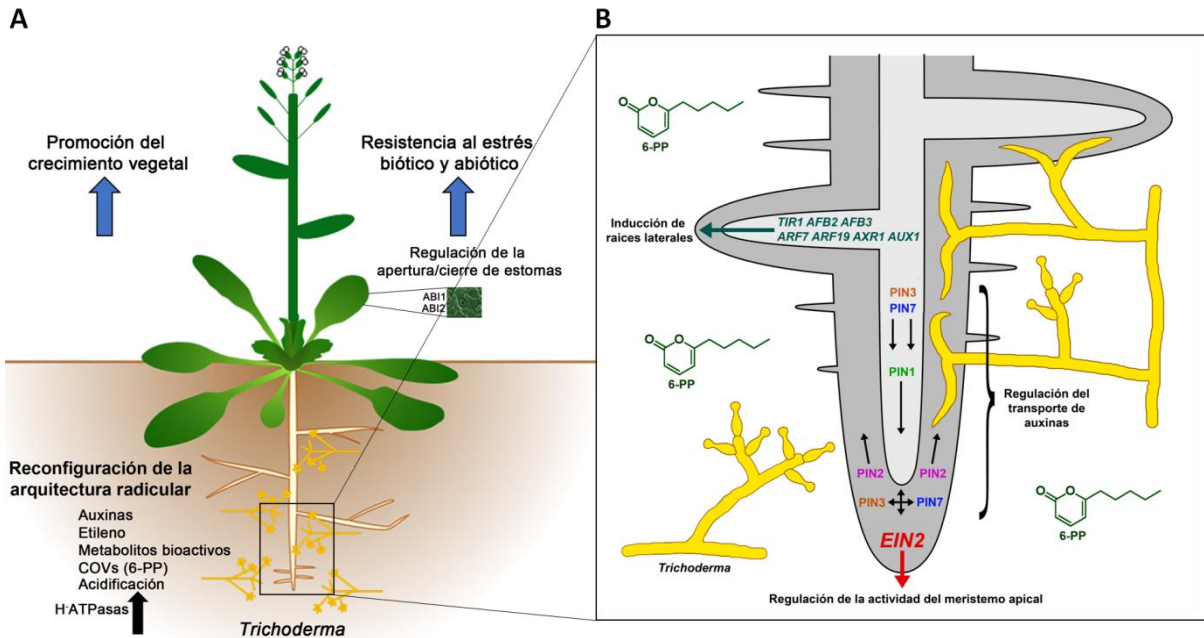 A
Promoción del
crecimiento vegetal
Resistencia al estrés
biótico y abiótico
Regulación de la
apertura/cierre de estomas
ABI1
ABI2
Reconfiguración de la
arquitectura radicular
Auxinas
Etileno
Metabolitos bioactivos
COVs (6-PP)
Acidificación
H+ATPasas
Trichoderma
B
O
O
6-PP
Inducción de
raices laterales
TIR1 AFB2 AFB3
ARF7 ARF19 AXR1 AUX1
PIN3
PIN7
O
O
6-PP
PIN1
Regulación del
transporte de
auxinas
PIN2
PIN2
PIN3
PIN7
O
O
6-PP
EIN2
Trichoderma
Regulación de la actividad del meristemo apical